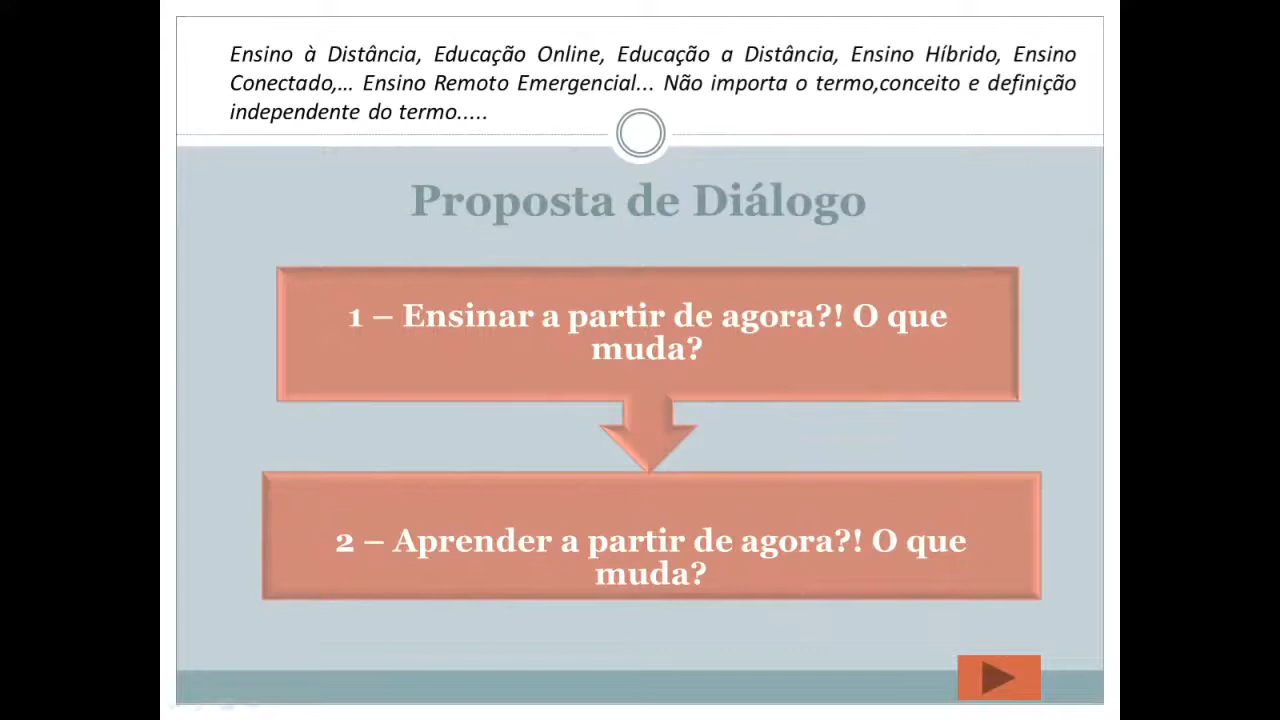 Ensino à Distância, Educação Online, Educação a Distância, Ensino Híbrido, Ensino
Conectado,... Ensino Remoto Emergencial... Não importa o termo,conceito e definição
independente do termo.....
Proposta de Diálogo
1 – Ensinar a partir de agora?! O que
muda?
2 – Aprender a partir de agora?! O que
muda?